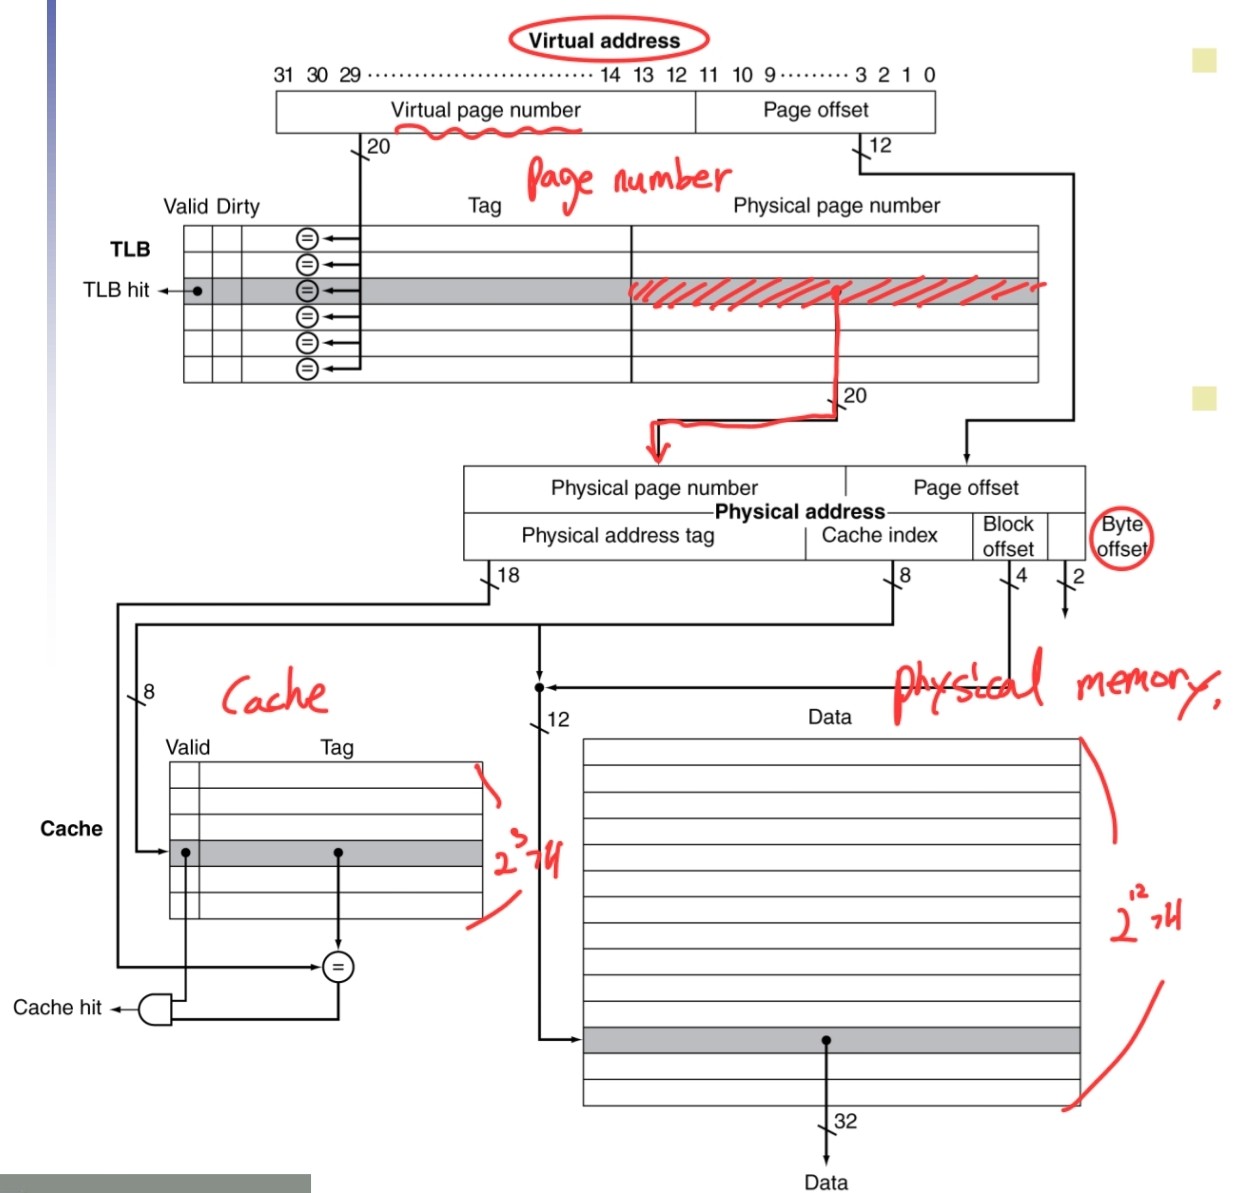 Virtual address
31 30 29 ........................... 14 13 12 11 10 9 ......... 3 2 1 0
Virtual page number Page offset
20 12
Page number
Valid Dirty Tag Physical page number
TLB
=
=
TLB hit =
=
=
=
20
Physical page number Page offset
Physical address
Physical address tag Cache index Block offset Byte offset
18 8 4 2
8 Cache Physical memory.
12 Data
Valid Tag
Cache
2개
2¹²개
=
Cache hit
32
Data